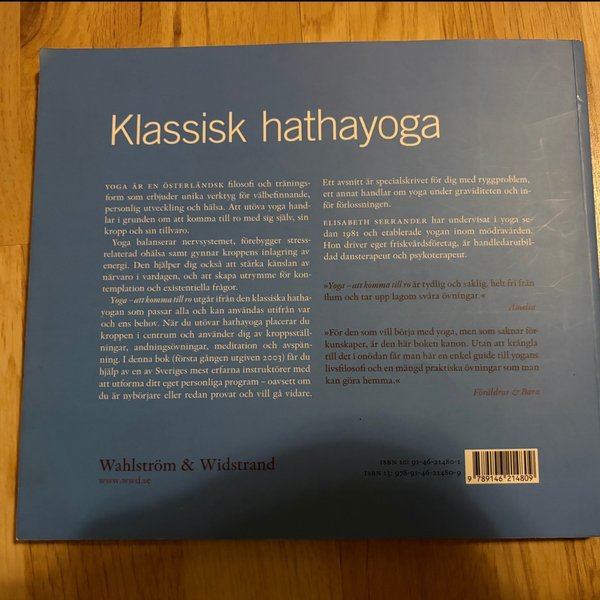 Klassisk hathayoga
YOGA ÄR EN ÖSTERLÄNDSK filosofi och tränings-
form som erbjuder unika verktyg för välbefinnande,
personlig utveckling och hälsa. Att utöva yoga hand-
lar i grunden om att komma till ro med sig själv, sin
kropp och sin tillvaro.
Yoga balanserar nervsystemet, förebygger stress-
relaterad ohälsa samt gynnar kroppens inlagring av
energi. Den hjälper dig också att stärka känslan av
närvaro i vardagen, och att skapa utrymme för kon-
templation och existentiella frågor.
Yoga – att komma till ro utgår ifrån den klassiska hatha-
yogan som passar alla och kan användas utifrån var
och ens behov. När du utövar hathayoga placerar du
kroppen i centrum och använder dig av kroppsställ-
ningar, andningsövningar, meditation och avspän-
ning. I denna bok (första gången utgiven 2003) får du
hjälp av en av Sveriges mest erfarna instruktörer med
att utforma ditt eget personliga program – oavsett om
du är nybörjare eller redan provat och vill gå vidare.
Ett avsnitt är specialskrivet för dig med ryggproblem,
ett annat handlar om yoga under graviditeten och in-
för förlossningen.
ELISABETH SERRANDER har undervisat i yoga se-
dan 1981 och etablerade yogan inom mödravården.
Hon driver eget friskvårdsföretag, är handledarutbil-
dad dansterapeut och psykoterapeut.
»Yoga – att komma till ro är tydlig och saklig, helt fri från
flum och tar upp lagom svåra övningar.«
Amelia
»För den som vill börja med yoga, men som saknar för-
kunskaper, är den här boken kanon. Utan att krångla
till det i onödan får man här en enkel guide till yogans
livsfilosofi och en mängd praktiska övningar som man
kan göra hemma.«
Föräldrar & Barn
Wahlström & Widstrand
www.wwd.se
ISBN 10: 91-46-21480-1
ISBN 13: 978-91-46-21480-9
9 789146 214809